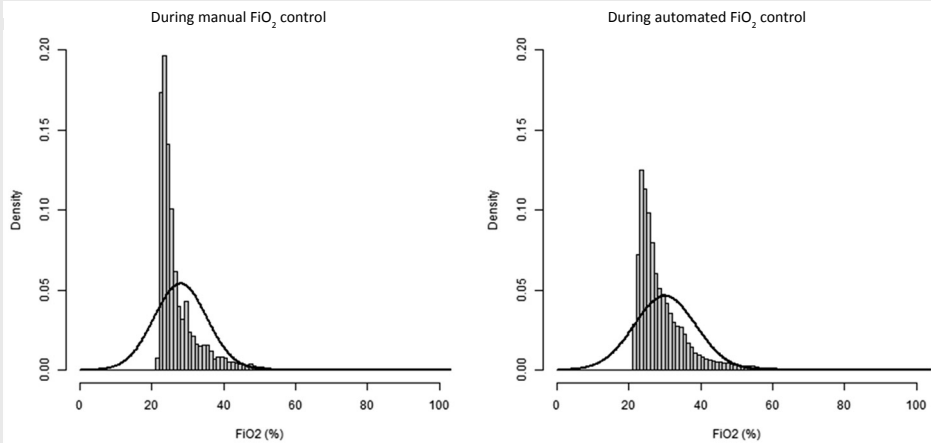 During manual FiO₂ control
0.20
0.15
0.10
0.05
0.00
Density
0 20 40 60 80 100
FiO2 (%)
During automated FiO₂ control
0.20
0.15
0.10
0.05
0.00
Density
0 20 40 60 80 100
FiO2 (%)